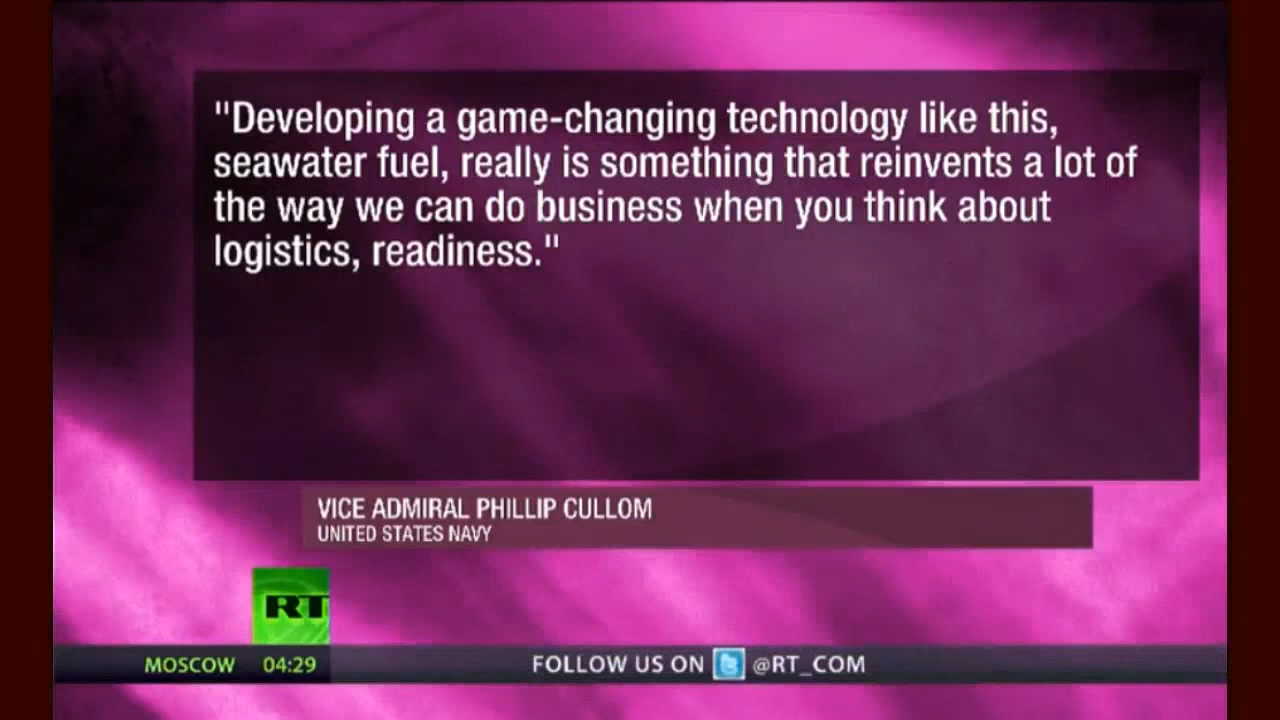 "Developing a game-changing technology like this,
seawater fuel, really is something that reinvents a lot of
the way we can do business when you think about
logistics, readiness."
VICE ADMIRAL PHILLIP CULLOM
UNITED STATES NAVY
RT
MOSCOW 04:29 FOLLOW US ON @RT_COM